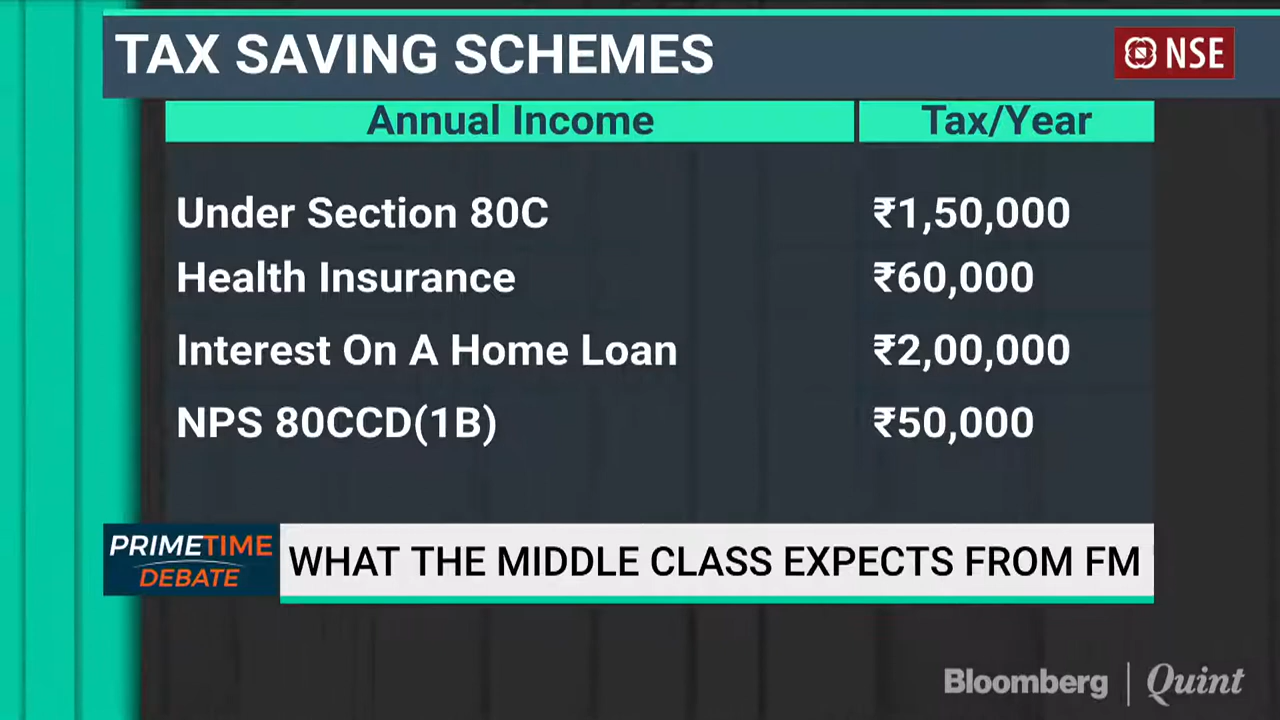 TAX SAVING SCHEMES
NSE
Annual Income Tax/Year
Under Section 80C ₹1,50,000
Health Insurance ₹60,000
Interest On A Home Loan ₹2,00,000
NPS 80CCD(1B) ₹50,000
PRIMETIME
DEBATE
WHAT THE MIDDLE CLASS EXPECTS FROM FM
Bloomberg | Quint